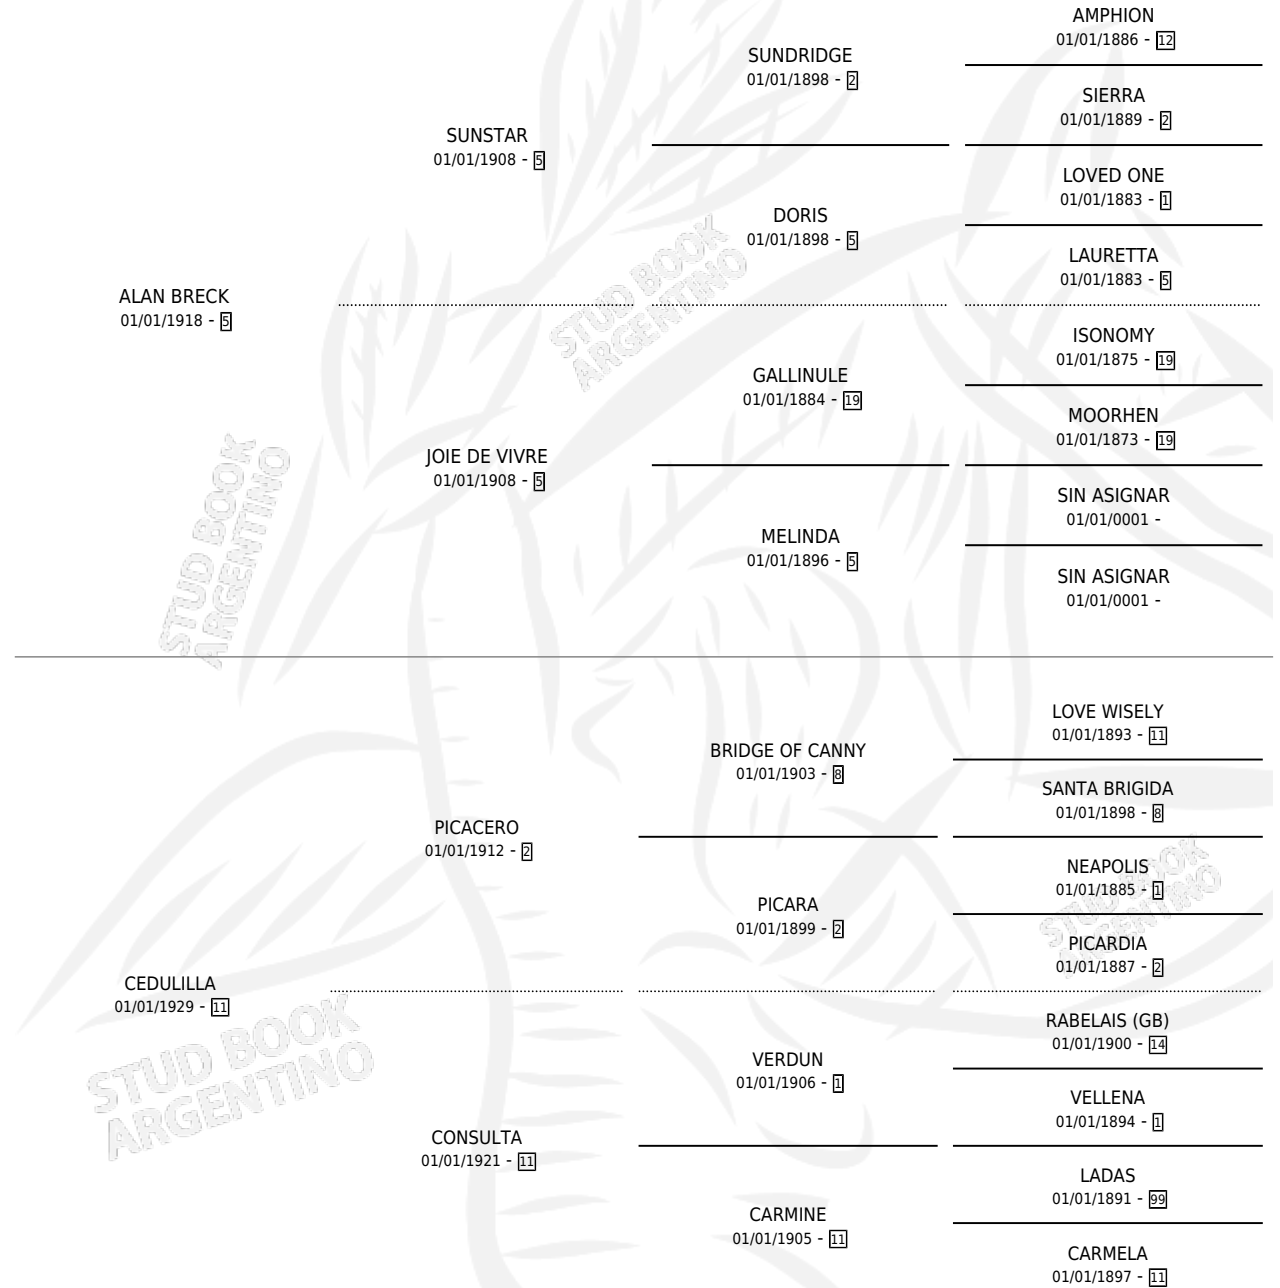 AMPHION
01/01/1886 - 12
SUNDRIDGE
01/01/1898 - 2
SIERRA
01/01/1889 - 2
SUNSTAR
01/01/1908 - 5
LOVED ONE
01/01/1883 - 1
DORIS
01/01/1898 - 5
LAURETTA
01/01/1883 - 5
ALAN BRECK
01/01/1918 - 5
ISONOMY
01/01/1875 - 19
GALLINULE
01/01/1884 - 19
MOORHEN
01/01/1873 - 19
JOIE DE VIVRE
01/01/1908 - 5
SIN ASIGNAR
01/01/0001 -
MELINDA
01/01/1896 - 5
SIN ASIGNAR
01/01/0001 -
LOVE WISELY
01/01/1893 - 11
BRIDGE OF CANNY
01/01/1903 - 8
SANTA BRIGIDA
01/01/1898 - 8
PICACERO
01/01/1912 - 2
NEAPOLIS
01/01/1885 - 1
PICARA
01/01/1899 - 2
PICARDIA
01/01/1887 - 2
CEDULILLA
01/01/1929 - 11
RABELAIS (GB)
01/01/1900 - 14
VERDUN
01/01/1906 - 1
VELLENA
01/01/1894 - 1
CONSULTA
01/01/1921 - 11
LADAS
01/01/1891 - 99
CARMINE
01/01/1905 - 11
CARMELA
01/01/1897 - 11
STUD BOOK
ARGENTINO
STUD BOOK
ARGENTINO
STUD BOOK
ARGENTINO
STUD BOOK
ARGENTINO